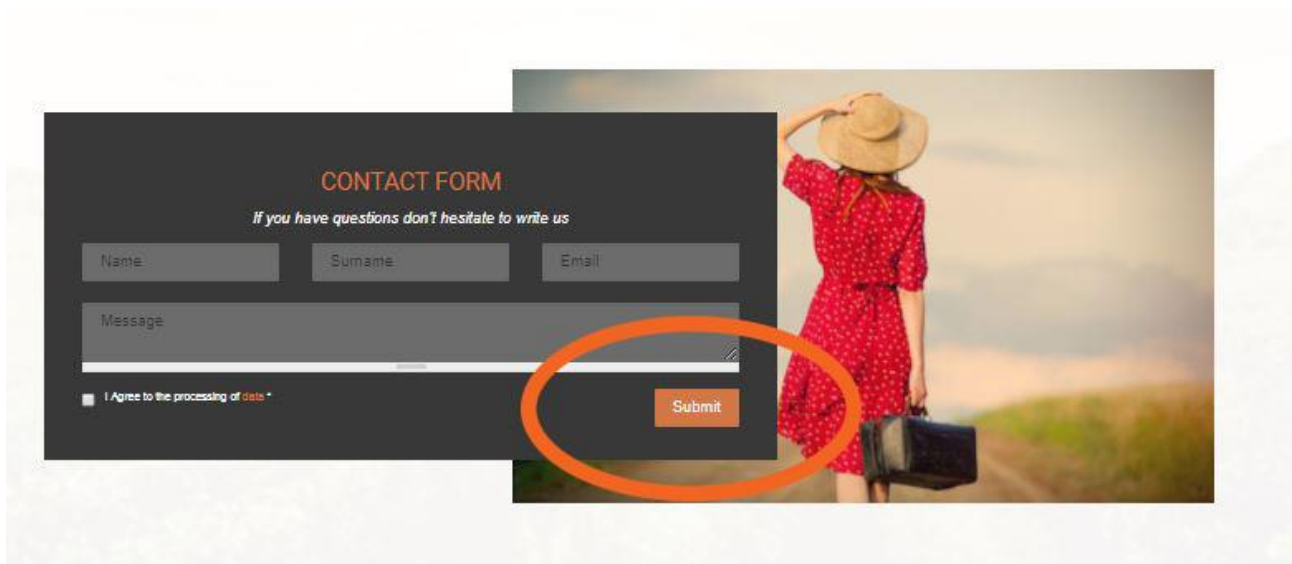 CONTACT FORM
If you have questions don't hesitate to write us
Name Surname Email
Message
I Agree to the processing of data *
Submit